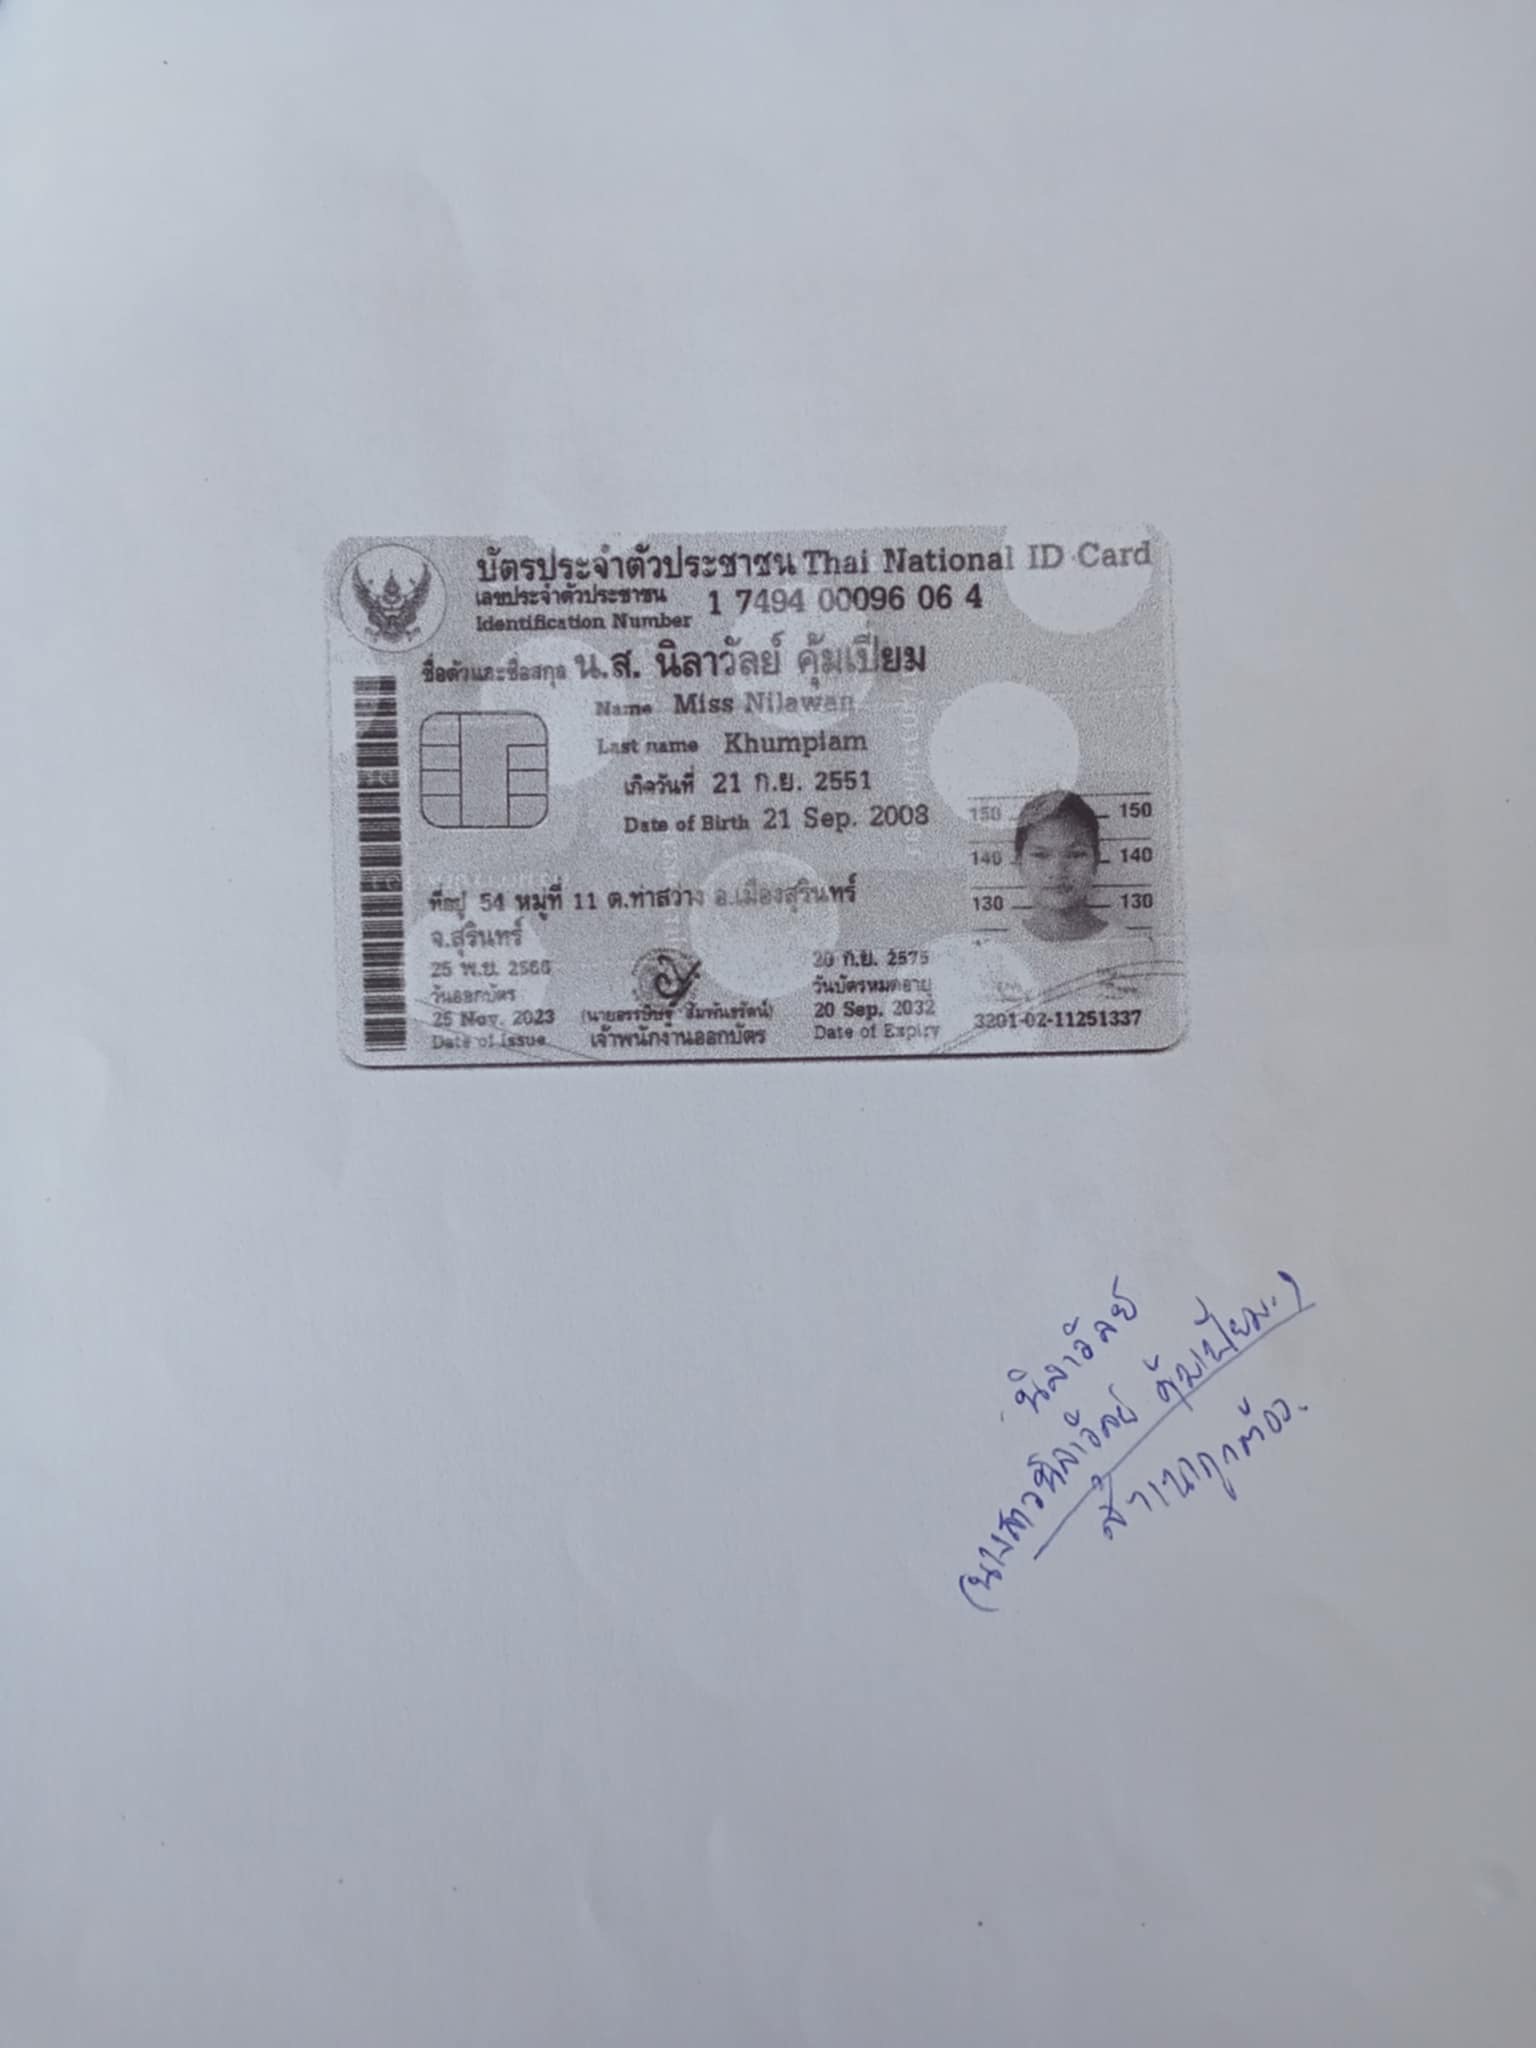 บัตรประจำตัวประชาชน Thai National ID Card
เลขประจำตัวประชาชน
Identification Number 1 7494 00096 06 4
ชื่อตัวและชื่อสกุล น.ส. นิลาวัลย์ คุ้มเปียม
Name Miss Nilawan
Last name Khumpiam
เกิดวันที่ 21 ก.ย. 2551
Date of Birth 21 Sep. 2008
150 150
140 140
130 130
ที่อยู่ 54 หมู่ที่ 11 ต.ท่าสว่าง อ.เมืองสุรินทร์
จ.สุรินทร์
25 พ.ย. 2566
วันออกบัตร
25 Nov. 2023
Date of Issue
เจ้าพนักงานออกบัตร
20 ก.ย. 2575
วันบัตรหมดอายุ
20 Sep. 2032
Date of Expiry
3201-02-11251337
นิลาวัลย์
(นางสาวนิลาวัลย์ คุ้มเปียม)
สำเนาถูกต้อง